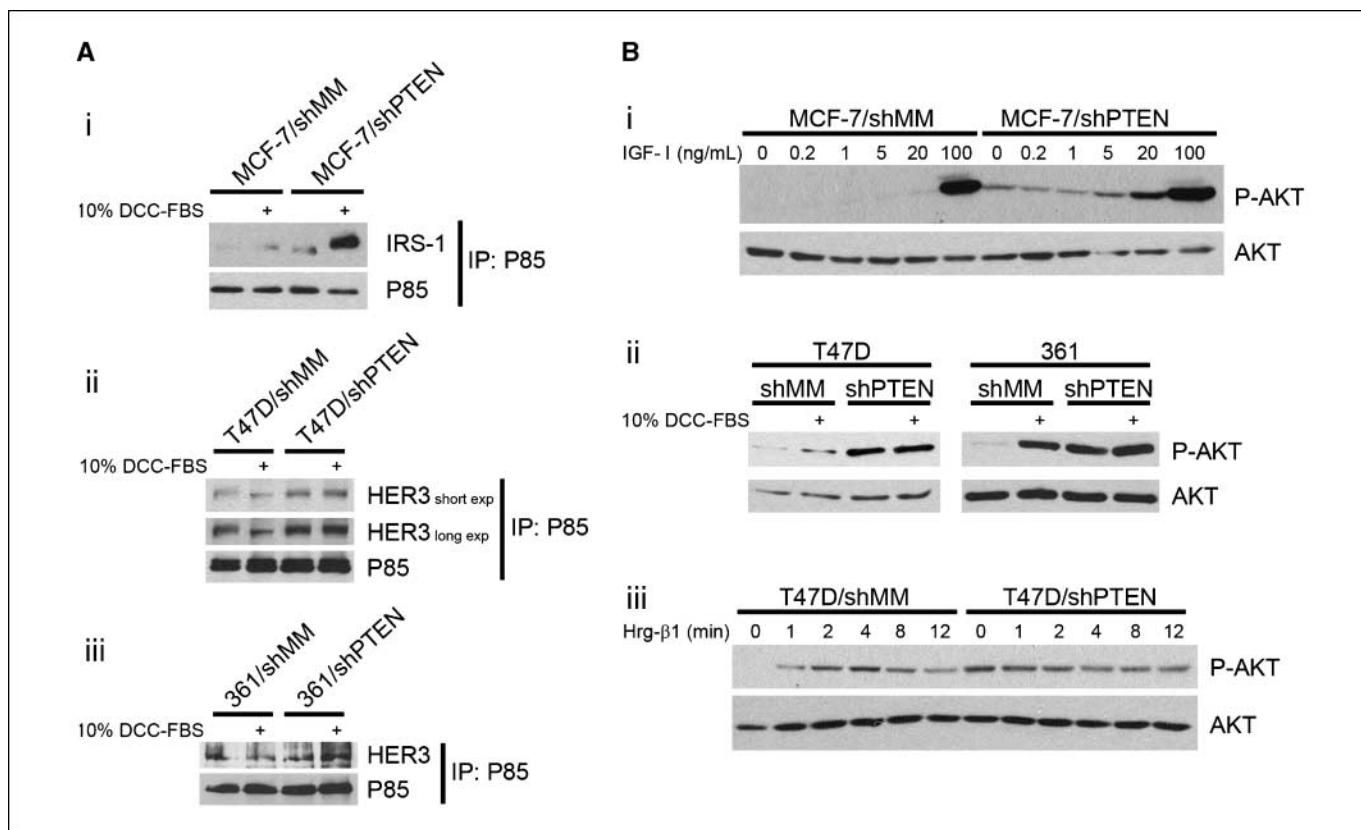 A
i
MCF-7/shMM
MCF-7/shPTEN
10% DCC-FBS + +
IRS-1
P85
IP: P85
ii
T47D/shMM
T47D/shPTEN
10% DCC-FBS + +
HER3 short exp
HER3 long exp
P85
IP: P85
iii
361/shMM
361/shPTEN
10% DCC-FBS + +
HER3
P85
IP: P85
B
i
MCF-7/shMM MCF-7/shPTEN
IGF-I (ng/mL) 0 0.2 1 5 20 100 0 0.2 1 5 20 100
P-AKT
AKT
ii
T47D 361
shMM shPTEN shMM shPTEN
10% DCC-FBS + + + +
P-AKT
AKT
iii
T47D/shMM T47D/shPTEN
Hrg-β1 (min) 0 1 2 4 8 12 0 1 2 4 8 12
P-AKT
AKT